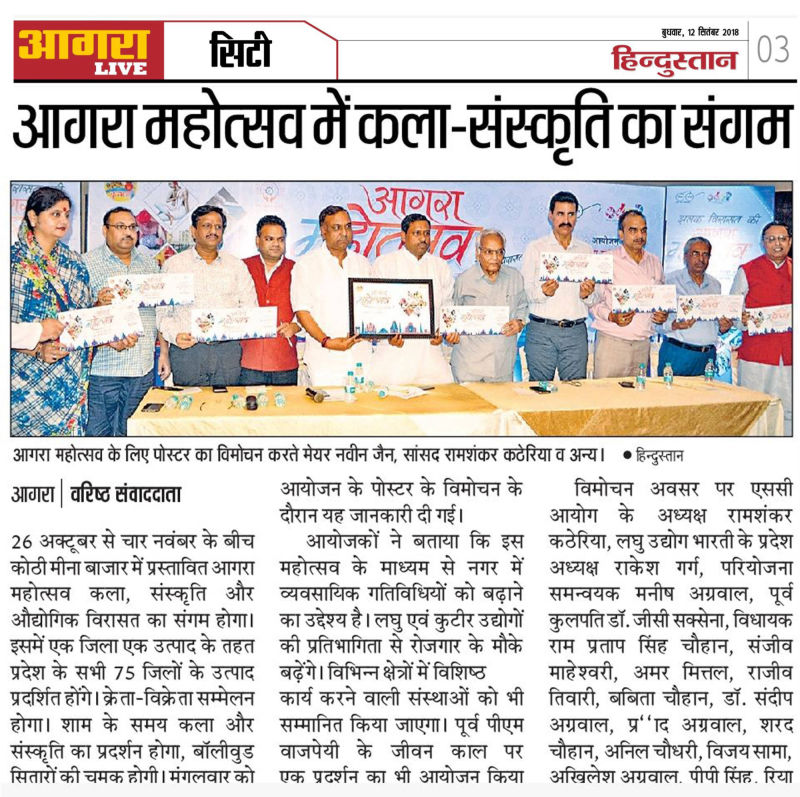 आगरा
LIVE
सिटी
बुधवार, 12 सितंबर 2018
हिन्दुस्तान
03
आगरा महोत्सव में कला-संस्कृति का संगम
आगरा
महोत्सव
आगरा महोत्सव के लिए पोस्टर का विमोचन करते मेयर नवीन जैन, सांसद रामशंकर कठेरिया व अन्य। ● हिन्दुस्तान
आगरा | वरिष्ठ संवाददाता
26 अक्टूबर से चार नवंबर के बीच
कोठी मीना बाजार में प्रस्तावित आगरा
महोत्सव कला, संस्कृति और
औद्योगिक विरासत का संगम होगा।
इसमें एक जिला एक उत्पाद के तहत
प्रदेश के सभी 75 जिलों के उत्पाद
प्रदर्शित होंगे। क्रेता-विक्रेता सम्मेलन
होगा। शाम के समय कला और
संस्कृति का प्रदर्शन होगा, बॉलीवुड
सितारों की चमक होगी। मंगलवार को
आयोजन के पोस्टर के विमोचन के
दौरान यह जानकारी दी गई।
आयोजकों ने बताया कि इस
महोत्सव के माध्यम से नगर में
व्यवसायिक गतिविधियों को बढ़ाने
का उद्देश्य है। लघु एवं कुटीर उद्योगों
की प्रतिभागिता से रोजगार के मौके
बढ़ेंगे। विभिन्न क्षेत्रों में विशिष्ठ
कार्य करने वाली संस्थाओं को भी
सम्मानित किया जाएगा। पूर्व पीएम
वाजपेयी के जीवन काल पर
एक प्रदर्शन का भी आयोजन किया
विमोचन अवसर पर एससी
आयोग के अध्यक्ष रामशंकर
कठेरिया, लघु उद्योग भारती के प्रदेश
अध्यक्ष राकेश गर्ग, परियोजना
समन्वयक मनीष अग्रवाल, पूर्व
कुलपति डॉ. जीसी सक्सेना, विधायक
राम प्रताप सिंह चौहान, संजीव
माहेश्वरी, अमर मित्तल, राजीव
तिवारी, बबिता चौहान, डॉ. संदीप
अग्रवाल, प्र``ाद अग्रवाल, शरद
चौहान, अनिल चौधरी, विजय सामा,
अखिलेश अग्रवाल, पीपी सिंह, रिया